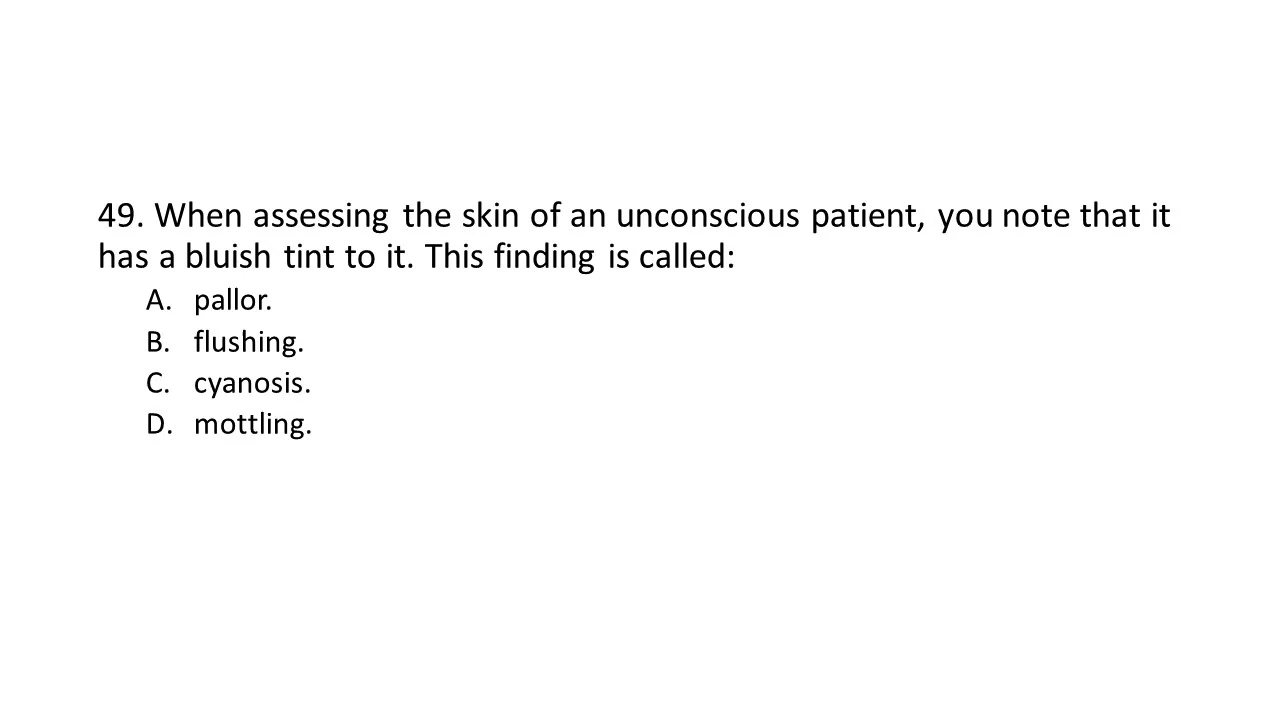 49. When assessing the skin of an unconscious patient, you note that it
has a bluish tint to it. This finding is called:
A. pallor.
B. flushing.
C. cyanosis.
D. mottling.